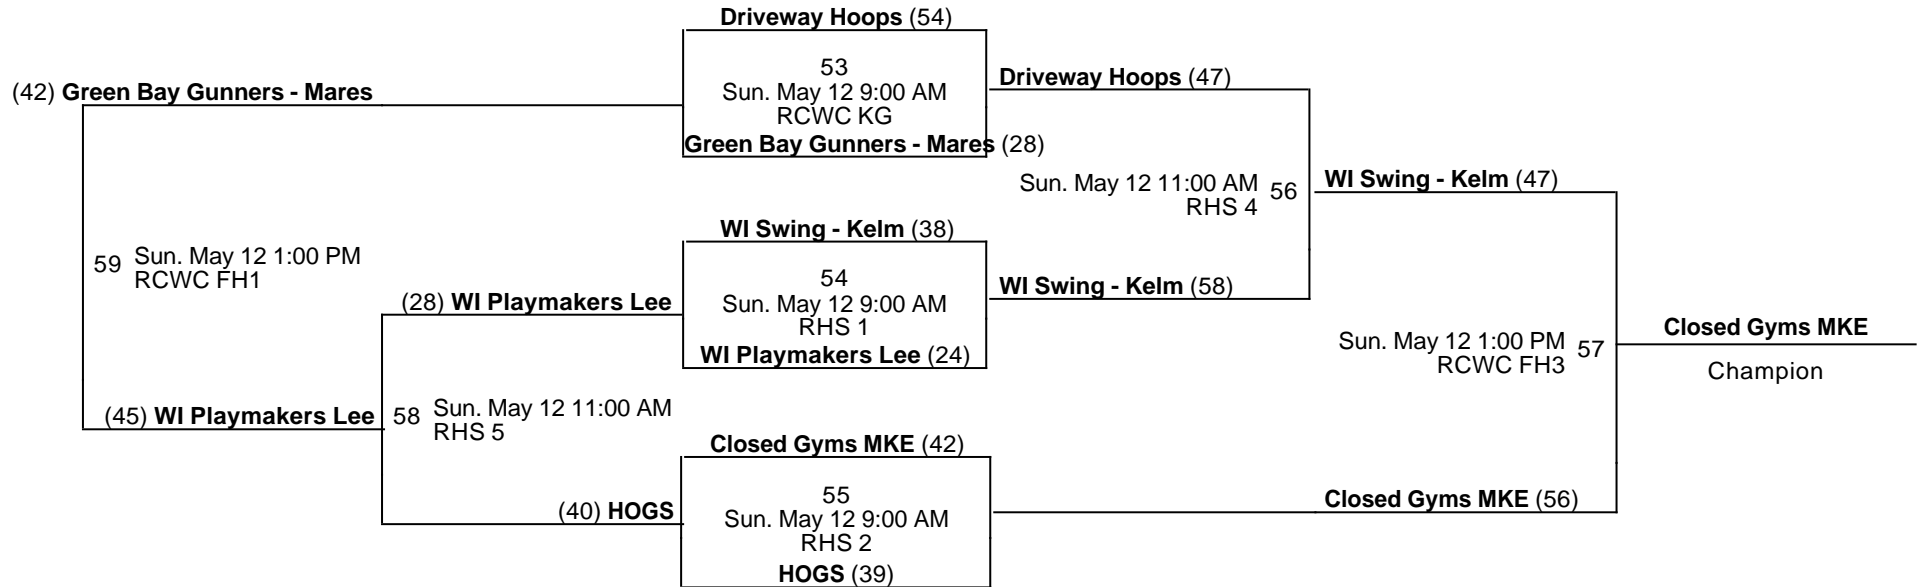 Driveway Hoops (54)
53
Sun. May 12 9:00 AM
RCWC KG
Green Bay Gunners - Mares (28)
(42) Green Bay Gunners - Mares
Driveway Hoops (47)
Sun. May 12 11:00 AM
RHS 4
56
WI Swing - Kelm (47)
WI Swing - Kelm (38)
54
Sun. May 12 9:00 AM
RHS 1
WI Playmakers Lee (24)
59
Sun. May 12 1:00 PM
RCWC FH1
(28) WI Playmakers Lee
WI Swing - Kelm (58)
Sun. May 12 1:00 PM
RCWC FH3
57
Closed Gyms MKE
Champion
(45) WI Playmakers Lee
58
Sun. May 12 11:00 AM
RHS 5
Closed Gyms MKE (42)
55
Sun. May 12 9:00 AM
RHS 2
HOGS (39)
(40) HOGS
Closed Gyms MKE (56)